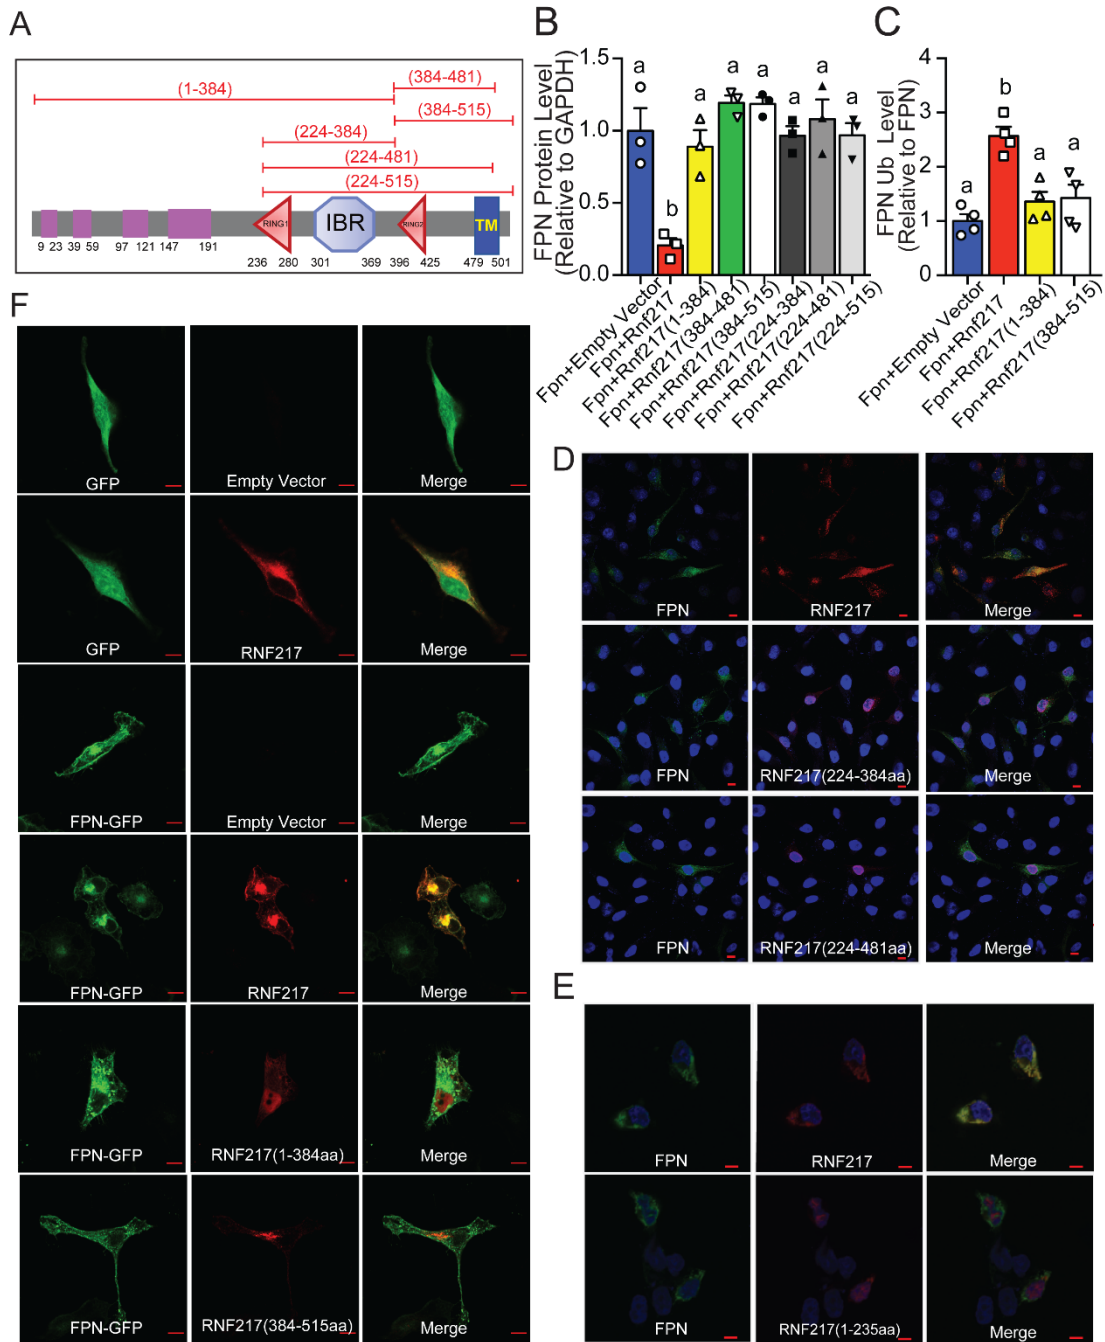 A
(384-481)
(1-384)
(384-515)
(224-384)
(224-481)
(224-515)
RING1
IBR
RING2
TM
9 23 39 59 97 121 147 191
236 280 301 369 396 425 479 501
B
FPN Protein Level
(Relative to GAPDH)
1.5
1.0
0.5
0.0
a
b
a
a
a
a
a
a
Fpn+Empty Vector
Fpn+Rnf217
Fpn+Rnf217(1-384)
Fpn+Rnf217(384-481)
Fpn+Rnf217(384-515)
Fpn+Rnf217(224-384)
Fpn+Rnf217(224-481)
Fpn+Rnf217(224-515)
C
FPN Ub Level
(Relative to FPN)
4
3
2
1
0
a
b
a
a
Fpn+Empty Vector
Fpn+Rnf217
Fpn+Rnf217(1-384)
Fpn+Rnf217(384-515)
D
FPN RNF217 Merge
FPN RNF217(224-384aa) Merge
FPN RNF217(224-481aa) Merge
E
FPN RNF217 Merge
FPN RNF217(1-235aa) Merge
F
GFP Empty Vector Merge
GFP RNF217 Merge
FPN-GFP Empty Vector Merge
FPN-GFP RNF217 Merge
FPN-GFP RNF217(1-384aa) Merge
FPN-GFP RNF217(384-515aa) Merge